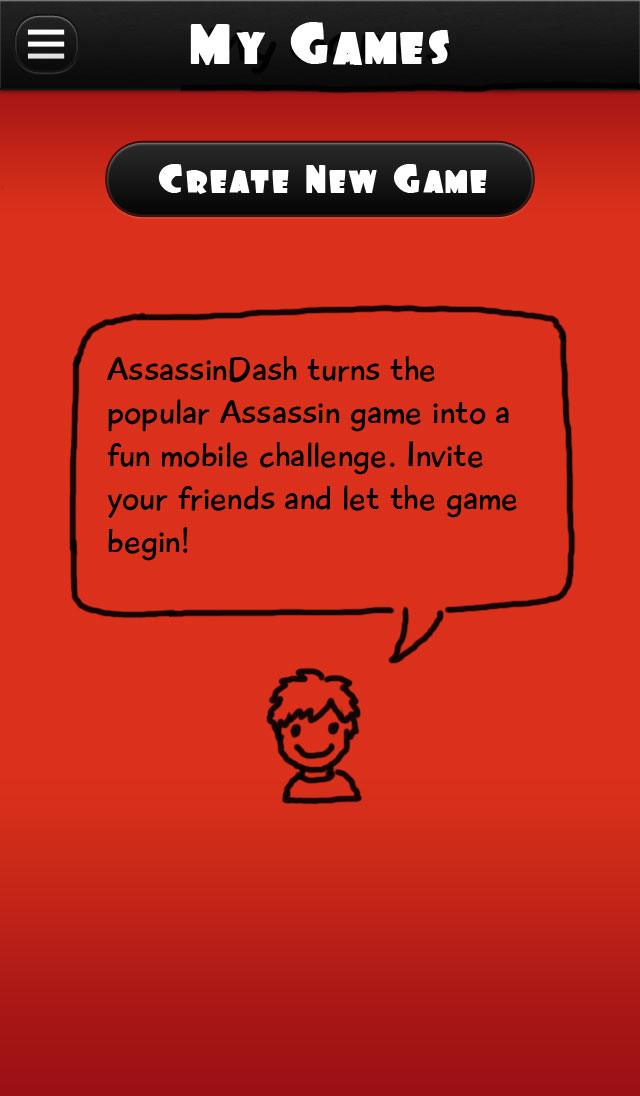 My Games
Create New Game
AssassinDash turns the
popular Assassin game into a
fun mobile challenge. Invite
your friends and let the game
begin!